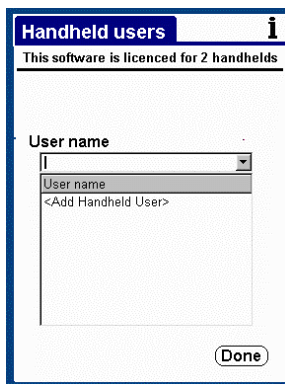 Handheld users i
This software is licenced for 2 handhelds
User name
User name
<Add Handheld User>
Done